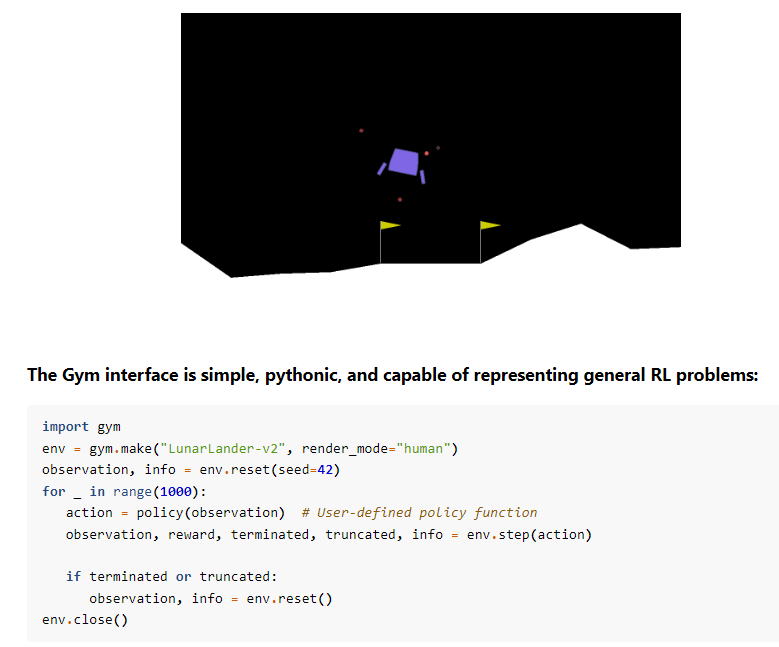 The Gym interface is simple, pythonic, and capable of representing general RL problems:
import gym
env = gym.make("LunarLander-v2", render_mode="human")
observation, info = env.reset(seed=42)
for _ in range(1000):
   action = policy(observation)  # User-defined policy function
   observation, reward, terminated, truncated, info = env.step(action)

   if terminated or truncated:
      observation, info = env.reset()
env.close()